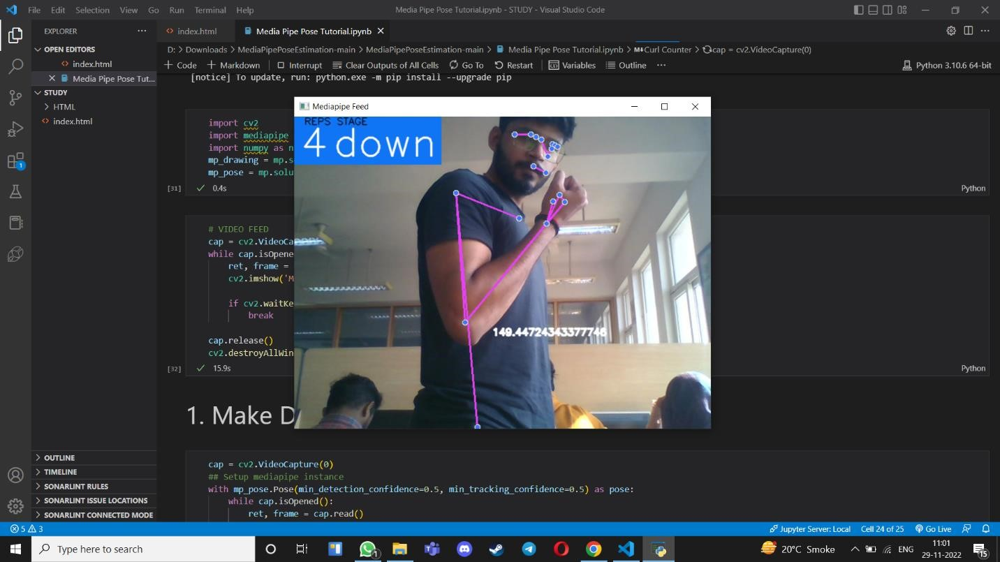 File Edit Selection View Go Run Terminal Help
Media Pipe Pose Tutorial.ipynb - STUDY - Visual Studio Code
EXPLORER
OPEN EDITORS
index.html
Media Pipe Pose Tut...
STUDY
HTML
index.html
OUTLINE
TIMELINE
SONARLINT RULES
SONARLINT ISSUE LOCATIONS
SONARLINT CONNECTED MODE
index.html Media Pipe Pose Tutorial.ipynb
D: > Downloads > MediaPipePoseEstimation-main > MediaPipePoseEstimation-main > Media Pipe Pose Tutorial.ipynb > Curl Counter > cap = cv2.VideoCapture(0)
+ Code + Markdown Interrupt Clear Outputs of All Cells Go To Restart Variables Outline ... Python 3.10.6 64-bit
[notice] To update, run: python.exe -m pip install --upgrade pip
import cv2
import mediapipe
import numpy as n
mp_drawing = mp.s
mp_pose = mp.solu
[31] 0.4s Python
# VIDEO FEED
cap = cv2.VideoCa
while cap.isOpene
ret, frame =
cv2.imshow('M
if cv2.waitKe
break
cap.release()
cv2.destroyAllWin
[32] 15.9s Python
Mediapipe Feed
REPS STAGE
4 down
149.44724343377746
1. Make D
cap = cv2.VideoCapture(0)
## Setup mediapipe instance
with mp_pose.Pose(min_detection_confidence=0.5, min_tracking_confidence=0.5) as pose:
while cap.isOpened():
ret, frame = cap.read()
5 3 Jupyter Server: Local Cell 24 of 25 Go Live
Type here to search
1
20°C Smoke ENG
11:01
29-11-2022
15